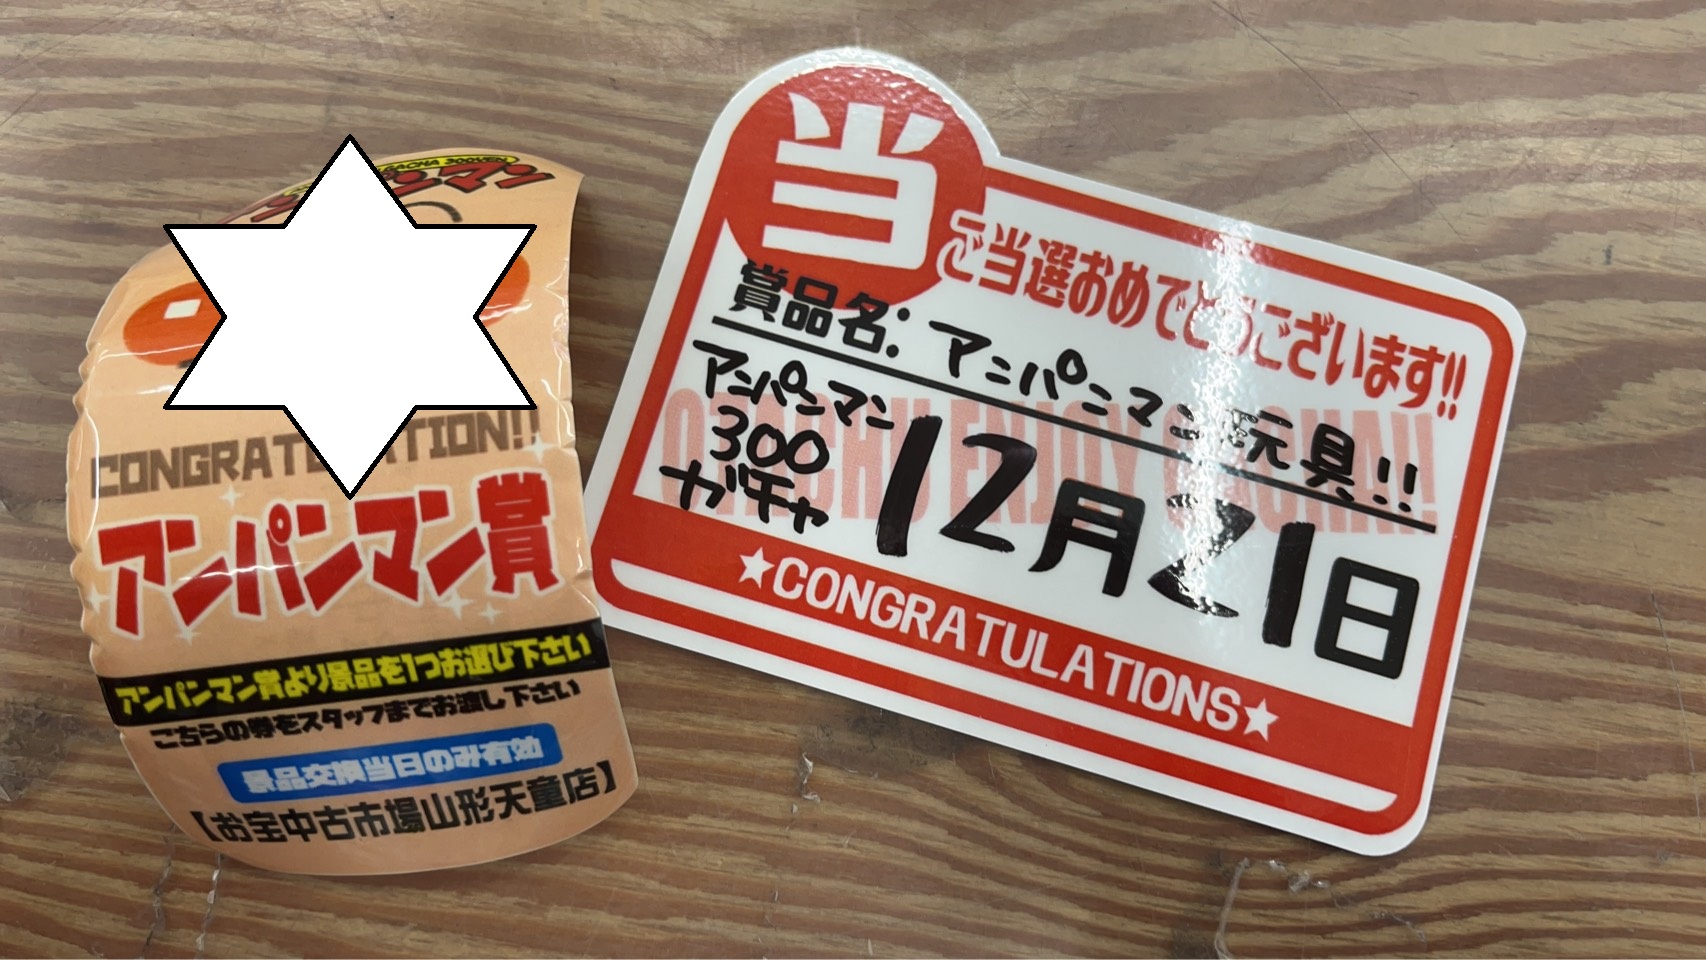 GACHA 300YEN
CONGRATULATION!!
アンパンマン賞
アンパンマン賞より景品を1つお選び下さい
こちらの券をスタッフまでお渡し下さい
景品交換当日のみ有効
【お宝中古市場山形天童店】
当
ご当選おめでとうございます!!
賞品名:アンパンマン玩具!!
アンパンマン
300
ガチャ
12月21日
★CONGRATULATIONS★